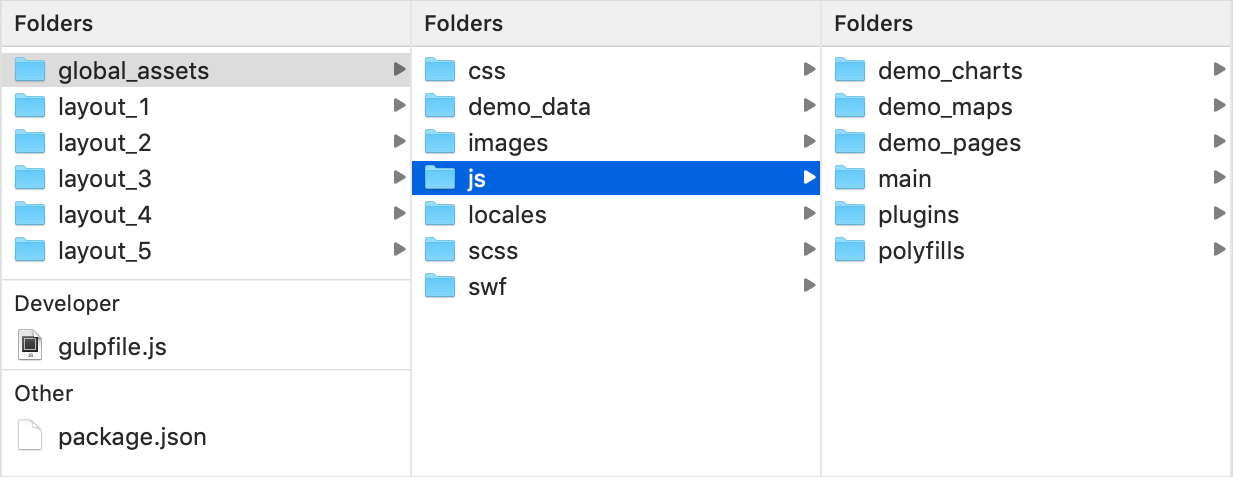 Folders
global_assets
layout_1
layout_2
layout_3
layout_4
layout_5
Developer
gulpfile.js
Other
package.json
Folders
css
demo_data
images
js
locales
scss
swf
Folders
demo_charts
demo_maps
demo_pages
main
plugins
polyfills